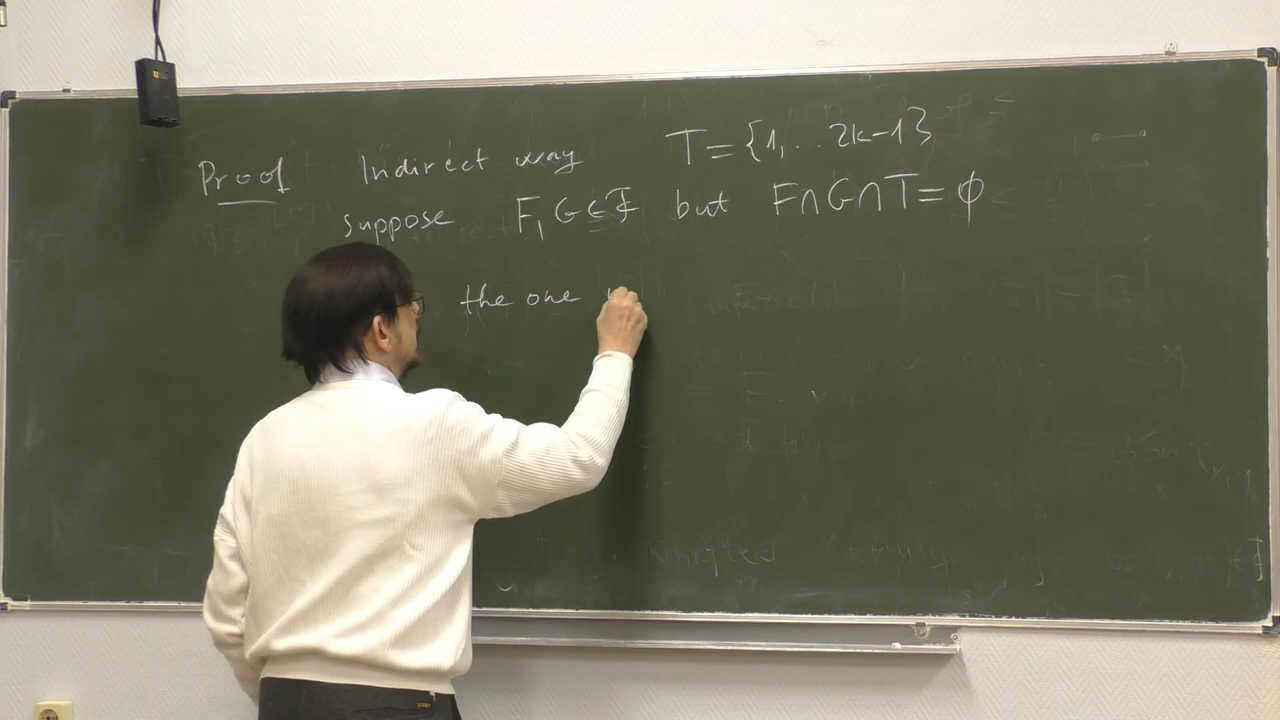 Proof Indirect way T = {1, .. 2k-1}
suppose F, G ∈ ℱ but F∩G∩T = ϕ
the one